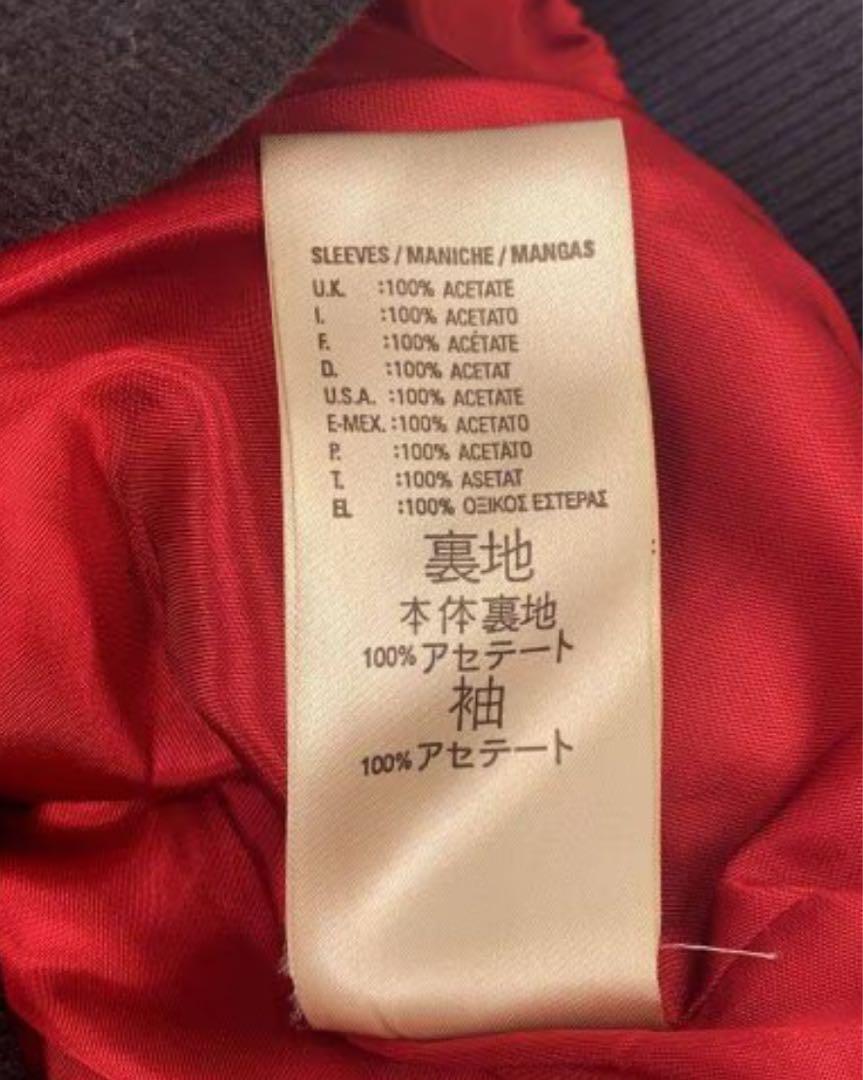 SLEEVES / MANICHE / MANGAS
U.K. :100% ACETATE
I. :100% ACETATO
F. :100% ACÉTATE
D. :100% ACETAT
U.S.A. :100% ACETATE
E-MEX. :100% ACETATO
P. :100% ACETATO
T. :100% ASETAT
EL :100% ΟΞΙΚΟΣ ΕΣΤΕΡΑΣ
裏地
本体裏地
100% アセテート
袖
100% アセテート